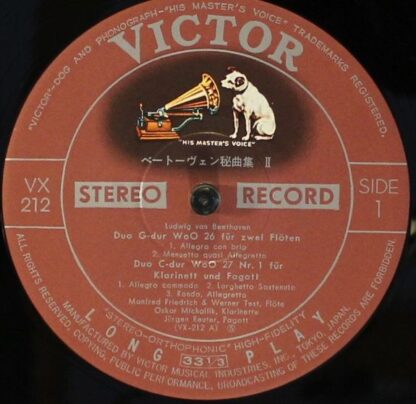 "VICTOR"—DOG AND PHONOGRAPH—"HIS MASTER'S VOICE" TRADEMARKS REGISTERED.
VICTOR
"HIS MASTER'S VOICE"
ベートーヴェン秘曲集 II
VX
212
STEREO
RECORD
SIDE
1
Ludwig van Beethoven
Duo G-dur WoO 26 für zwei Flöten
1. Allegro con brio
2. Menuetto quasi Allegretto
Duo C-dur WoO 27 Nr. 1 für
Klarinett und Fagott
1. Allegro commodo 2. Larghetto Sostenuto
3. Rondo, Allegretto
Manfred Friedrich & Werner Tast, Flöte
Oskar Michallik, Klarinette
Jürgen Reuter, Fagott
(VX-212 A) Ⓢ
"STEREO-ORTHOPHONIC" HIGH-FIDELITY
LONG 33 1/3 PLAY
MANUFACTURED BY VICTOR MUSICAL INDUSTRIES, INC., TOKYO, JAPAN
ALL RIGHTS RESERVED. COPYING, PUBLIC PERFORMANCE, BROADCASTING OF THESE RECORDS ARE FORBIDDEN.